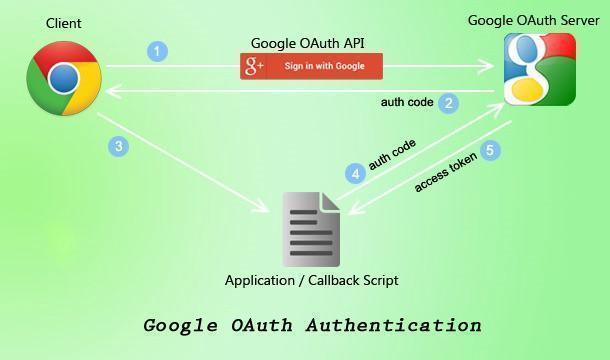 Client
Google OAuth Server
1
Google OAuth API
g+ Sign in with Google
g
auth code 2
3
4 auth code
access token 5
Application / Callback Script
Google OAuth Authentication